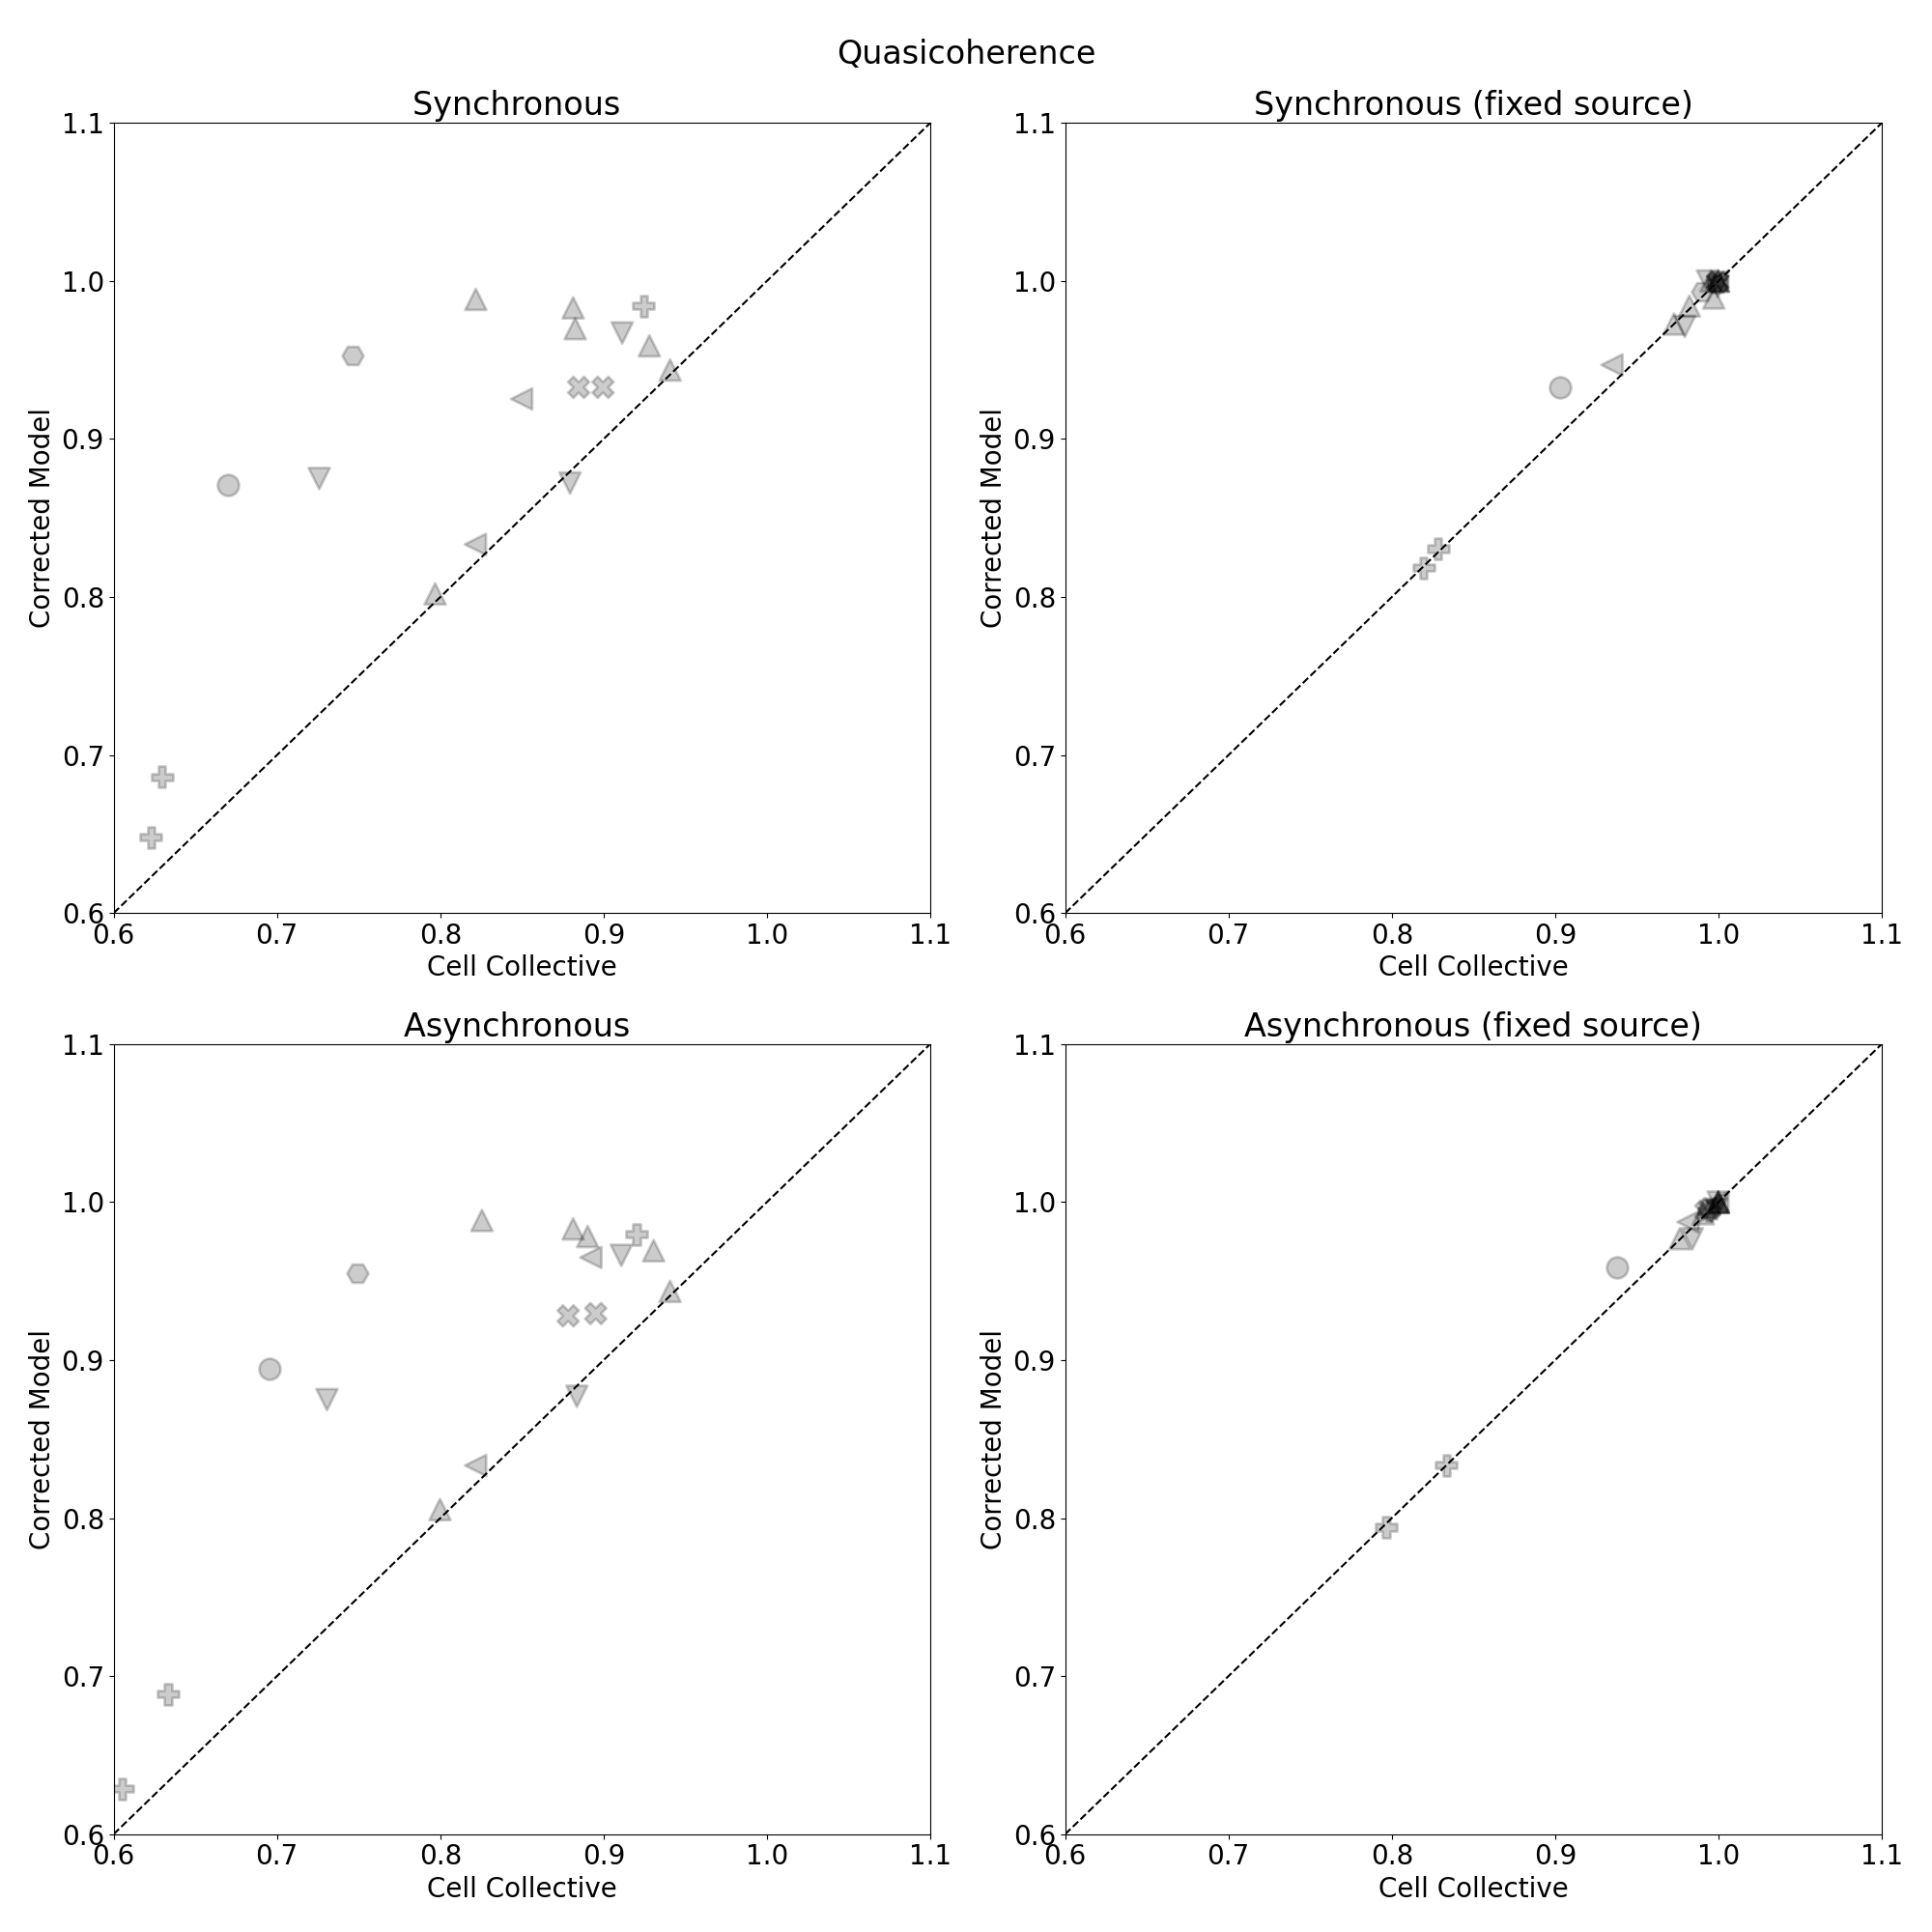 Quasicoherence
Synchronous
1.1
1.0
0.9
0.8
0.7
0.6
Corrected Model
0.6 0.7 0.8 0.9 1.0 1.1
Cell Collective
Synchronous (fixed source)
1.1
1.0
0.9
0.8
0.7
0.6
Corrected Model
0.6 0.7 0.8 0.9 1.0 1.1
Cell Collective
Asynchronous
1.1
1.0
0.9
0.8
0.7
0.6
Corrected Model
0.6 0.7 0.8 0.9 1.0 1.1
Cell Collective
Asynchronous (fixed source)
1.1
1.0
0.9
0.8
0.7
0.6
Corrected Model
0.6 0.7 0.8 0.9 1.0 1.1
Cell Collective